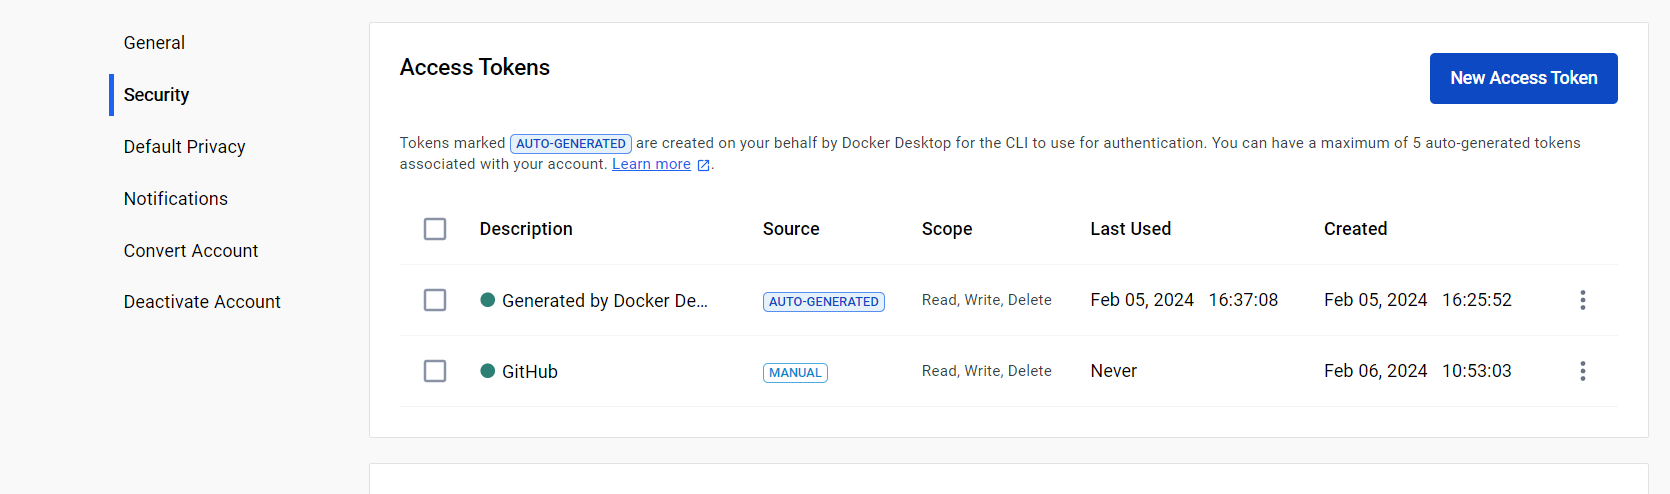 General
Security
Default Privacy
Notifications
Convert Account
Deactivate Account
Access Tokens
New Access Token
Tokens marked AUTO-GENERATED are created on your behalf by Docker Desktop for the CLI to use for authentication. You can have a maximum of 5 auto-generated tokens
associated with your account. Learn more.
Description Source Scope Last Used Created
Generated by Docker De... AUTO-GENERATED Read, Write, Delete Feb 05, 2024 16:37:08 Feb 05, 2024 16:25:52
GitHub MANUAL Read, Write, Delete Never Feb 06, 2024 10:53:03